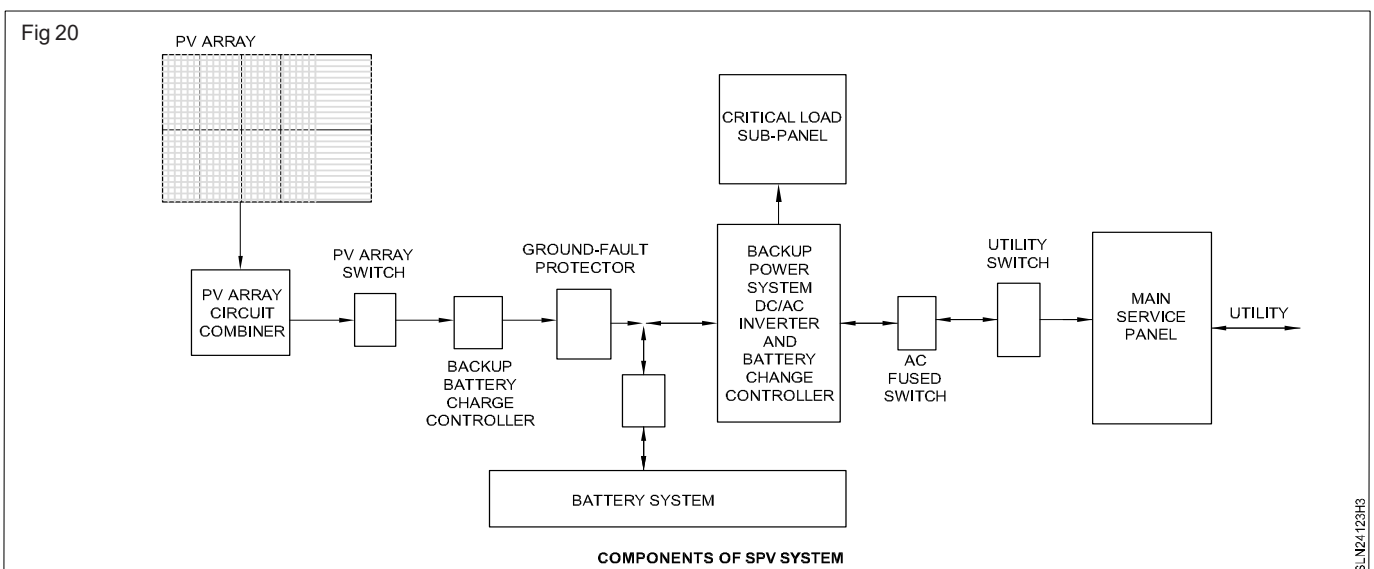 Fig 20
PV ARRAY
CRITICAL LOAD
SUB-PANEL
PV ARRAY
CIRCUIT
COMBINER
PV ARRAY
SWITCH
BACKUP
BATTERY
CHARGE
CONTROLLER
GROUND-FAULT
PROTECTOR
BACKUP
POWER
SYSTEM
DC/AC
INVERTER
AND
BATTERY
CHANGE
CONTROLLER
AC
FUSED
SWITCH
UTILITY
SWITCH
MAIN
SERVICE
PANEL
UTILITY
BATTERY SYSTEM
COMPONENTS OF SPV SYSTEM
SLN24123H3